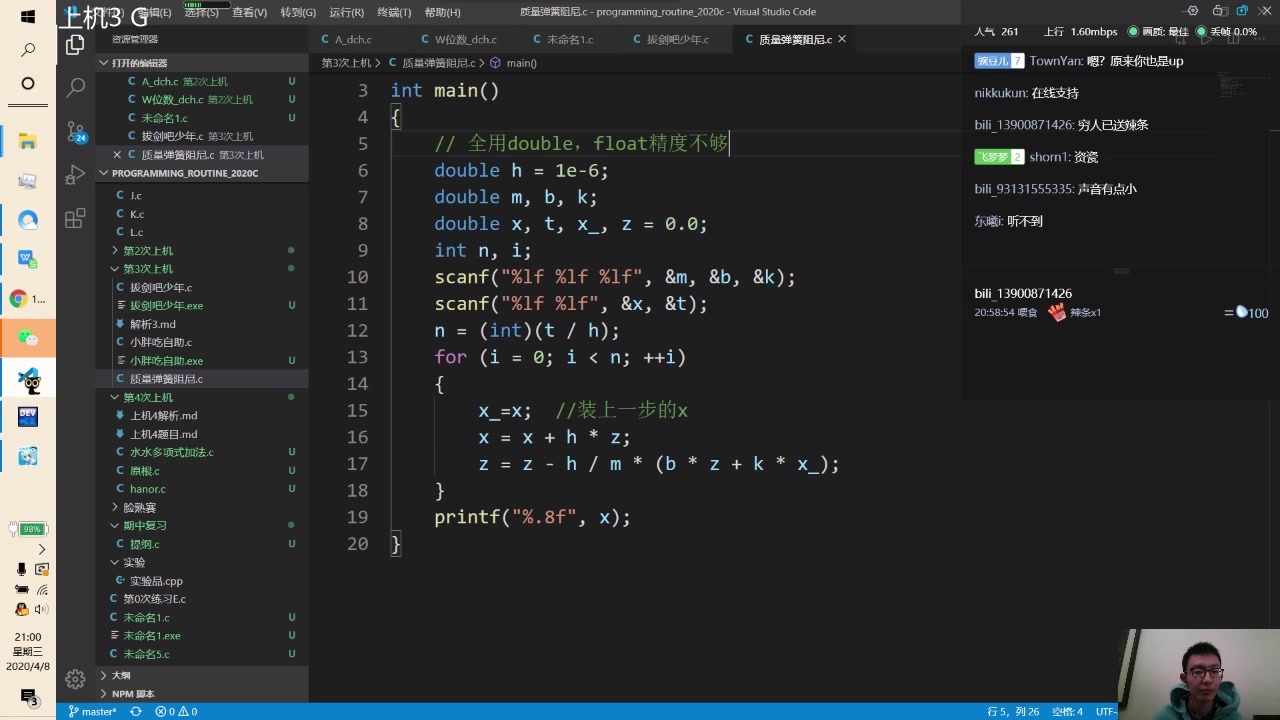 上机3 G
编辑(E) 选择(S) 查看(V) 转到(G) 运行(R) 终端(T) 帮助(H)
质量弹簧阻尼.c - programming_routine_2020c - Visual Studio Code
资源管理器
打开的编辑器
A_dch.c 第2次上机 U
W位数_dch.c 第2次上机 U
未命名1.c U
拔剑吧少年.c 第3次上机
质量弹簧阻尼.c 第3次上机
PROGRAMMING_ROUTINE_2020C
J.c
K.c
L.c
第2次上机
第3次上机
拔剑吧少年.c
拔剑吧少年.exe U
解析3.md
小胖吃自助.c
小胖吃自助.exe U
质量弹簧阻尼.c
第4次上机
上机4解析.md
上机4题目.md
水水多项式加法.c U
原根.c U
hanor.c U
脸熟赛
期中复习
提纲.c U
实验
实验品.cpp
第0次练习E.c
未命名1.c U
未命名1.exe U
未命名5.c U
大纲
NPM 脚本
A_dch.c
W位数_dch.c
未命名1.c
拔剑吧少年.c
质量弹簧阻尼.c
第3次上机 > 质量弹簧阻尼.c > main()
3 int main()
4 {
5 // 全用double，float精度不够
6 double h = 1e-6;
7 double m, b, k;
8 double x, t, x_, z = 0.0;
9 int n, i;
10 scanf("%lf %lf %lf", &m, &b, &k);
11 scanf("%lf %lf", &x, &t);
12 n = (int)(t / h);
13 for (i = 0; i < n; ++i)
14 {
15 x_=x; //装上一步的x
16 x = x + h * z;
17 z = z - h / m * (b * z + k * x_);
18 }
19 printf("%.8f", x);
20 }
人气 261 上行 1.60mbps 画质: 最佳 丢帧 0.0%
豌豆儿 7 TownYan: 嗯？原来你也是up
nikkukun: 在线支持
bili_13900871426: 穷人已送辣条
飞梦梦 2 shorn1: 资瓷
bili_93131555335: 声音有点小
东曦i: 听不到
bili_13900871426
20:58:54 喂食 辣条x1 =100
24
1...
DEV
98%
21:00
星期三
2020/4/8
3
master* 0 0
行 5，列 26 空格: 4 UTF-